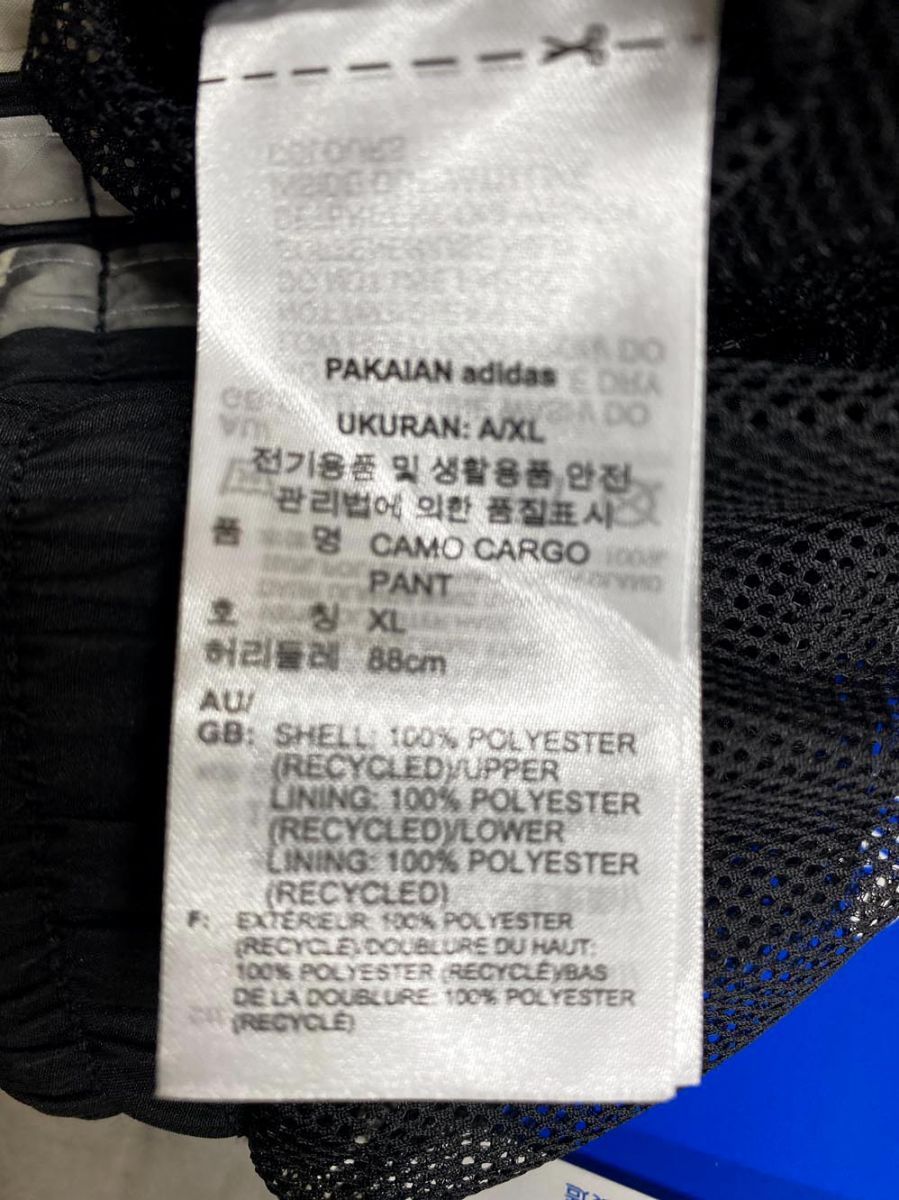 PAKAIAN adidas
UKURAN: A/XL
전기용품 및 생활용품 안전
관리법에 의한 품질표시
품 명 CAMO CARGO
PANT
호 칭 XL
허리둘레 88cm
AU/
GB: SHELL: 100% POLYESTER
(RECYCLED)/UPPER
LINING: 100% POLYESTER
(RECYCLED)/LOWER
LINING: 100% POLYESTER
(RECYCLED)
F: EXTÉRIEUR: 100% POLYESTER
(RECYCLÉ)/DOUBLURE DU HAUT:
100% POLYESTER (RECYCLÉ)/BAS
DE LA DOUBLURE: 100% POLYESTER
(RECYCLÉ)